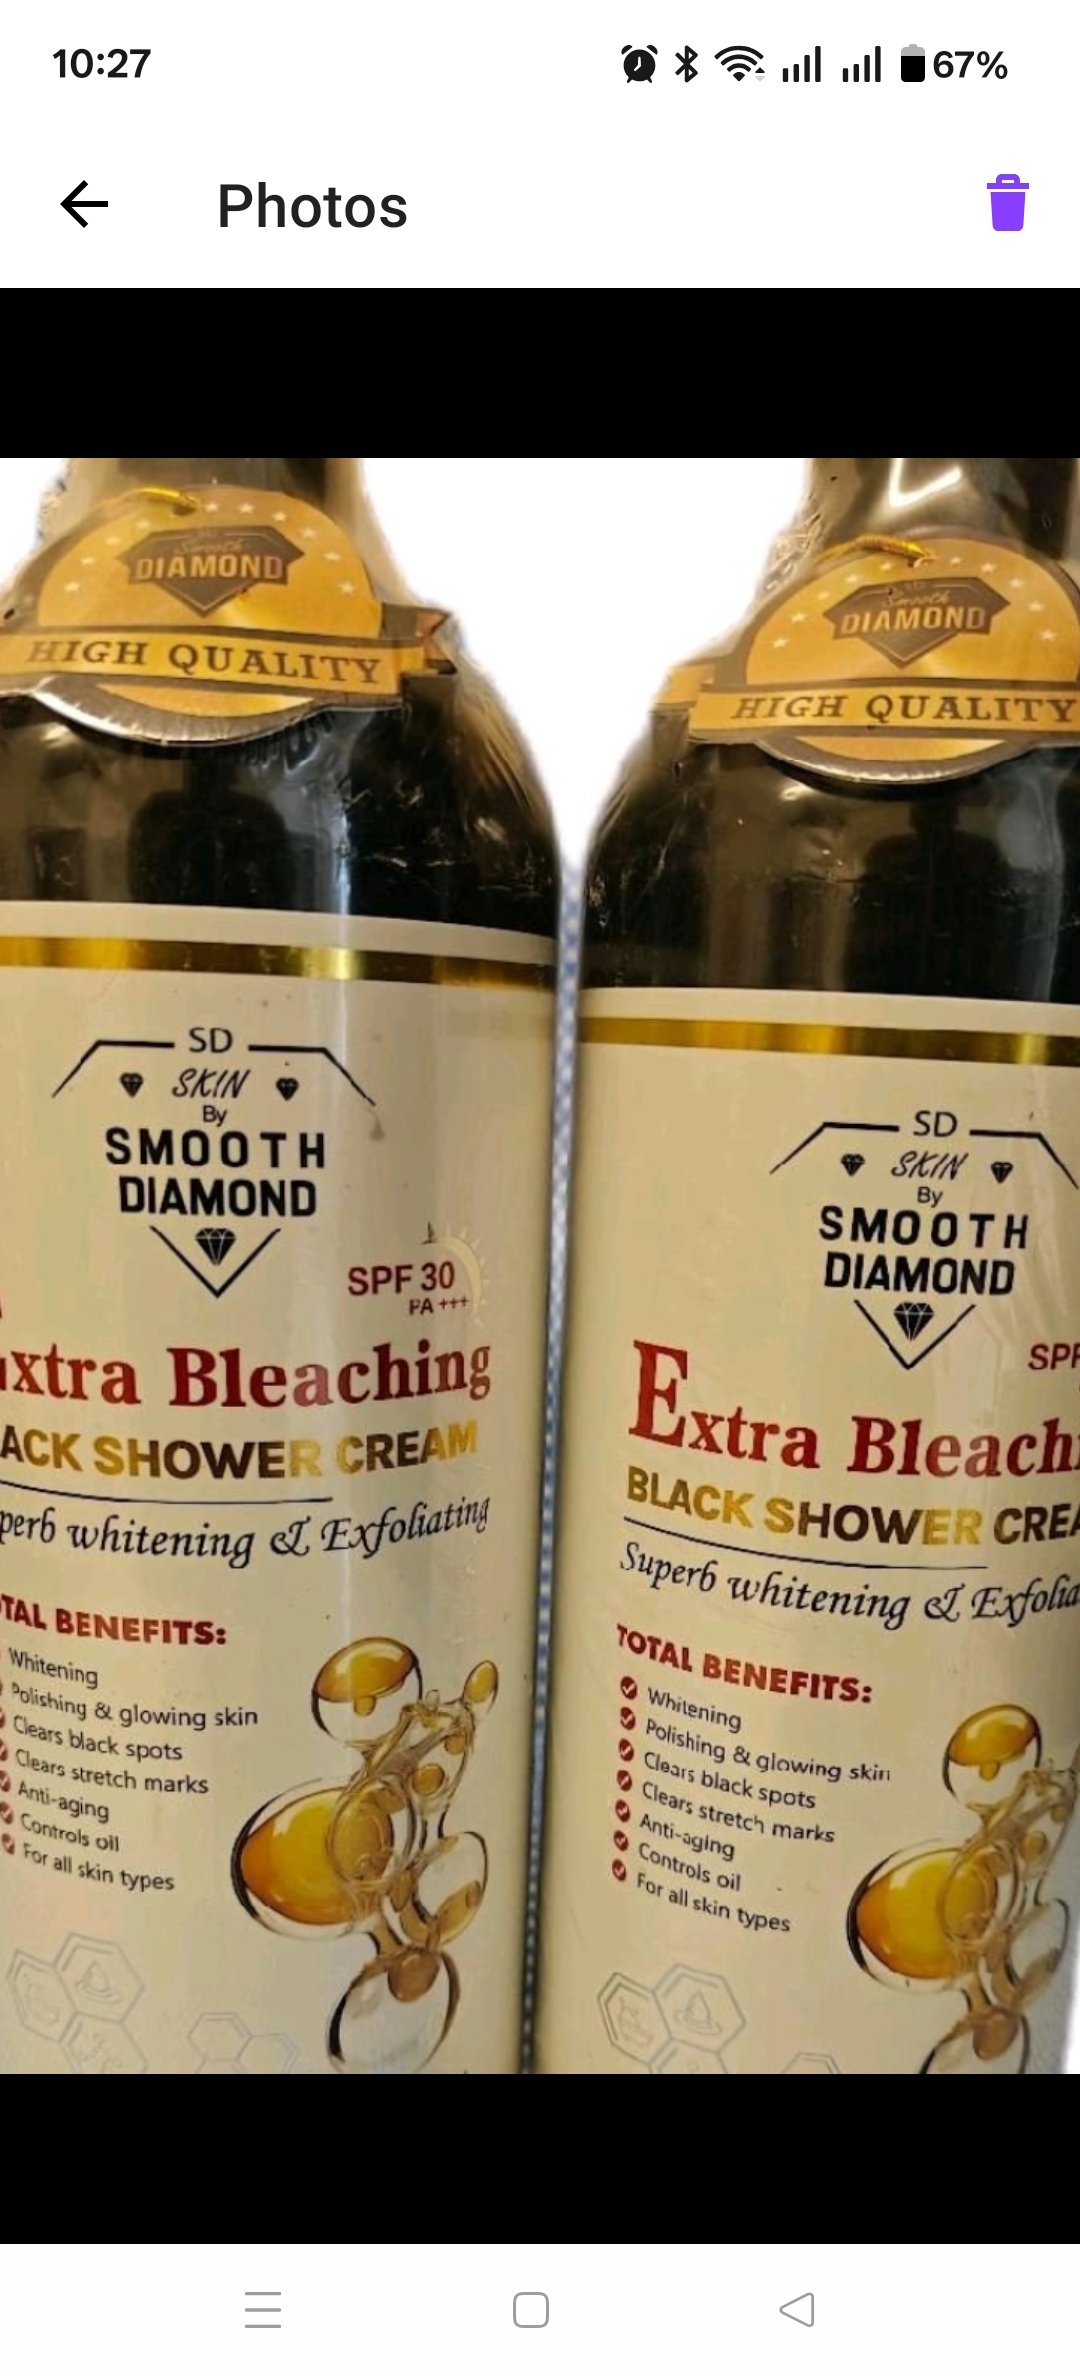 10:27
67%
Photos
Smooth
DIAMOND
HIGH QUALITY
SD
SKIN
By
SMOOTH
DIAMOND
SPF 30
PA +++
xtra Bleaching
ACK SHOWER CREAM
perb whitening & Exfoliating
TAL BENEFITS:
Whitening
Polishing & glowing skin
Clears black spots
Clears stretch marks
Anti-aging
Controls oil
For all skin types
Smooth
DIAMOND
HIGH QUALITY
SD
SKIN
By
SMOOTH
DIAMOND
SPF
Extra Bleachi
BLACK SHOWER CREA
Superb whitening & Exfolia
TOTAL BENEFITS:
Whitening
Polishing & glowing skin
Clears black spots
Clears stretch marks
Anti-aging
Controls oil
For all skin types